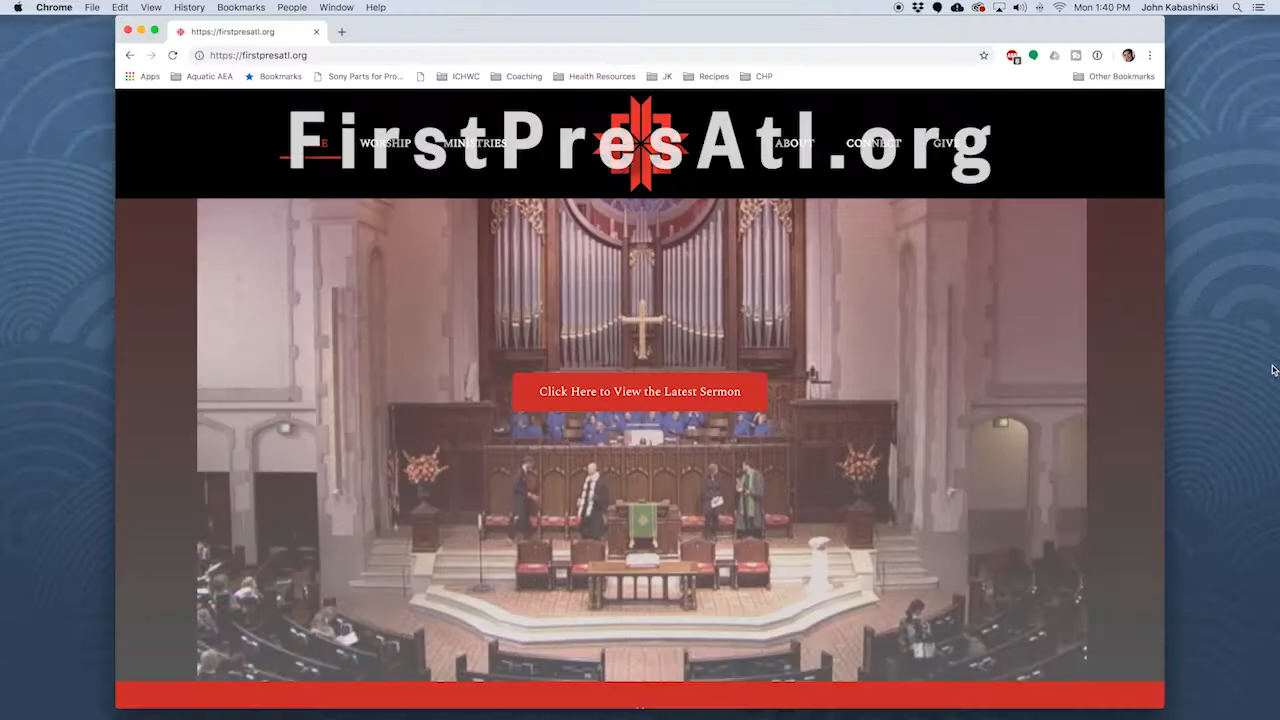 Chrome File Edit View History Bookmarks People Window Help Mon 1:40 PM John Kabashinski
https://firstpresatl.org
https://firstpresatl.org
Apps Aquatic AEA Bookmarks Sony Parts for Pro... ICHWC Coaching Health Resources JK Recipes CHP Other Bookmarks
FirstPresAtl.org
WORSHIP MINISTRIES ABOUT CONNECT GIVE
Click Here to View the Latest Sermon